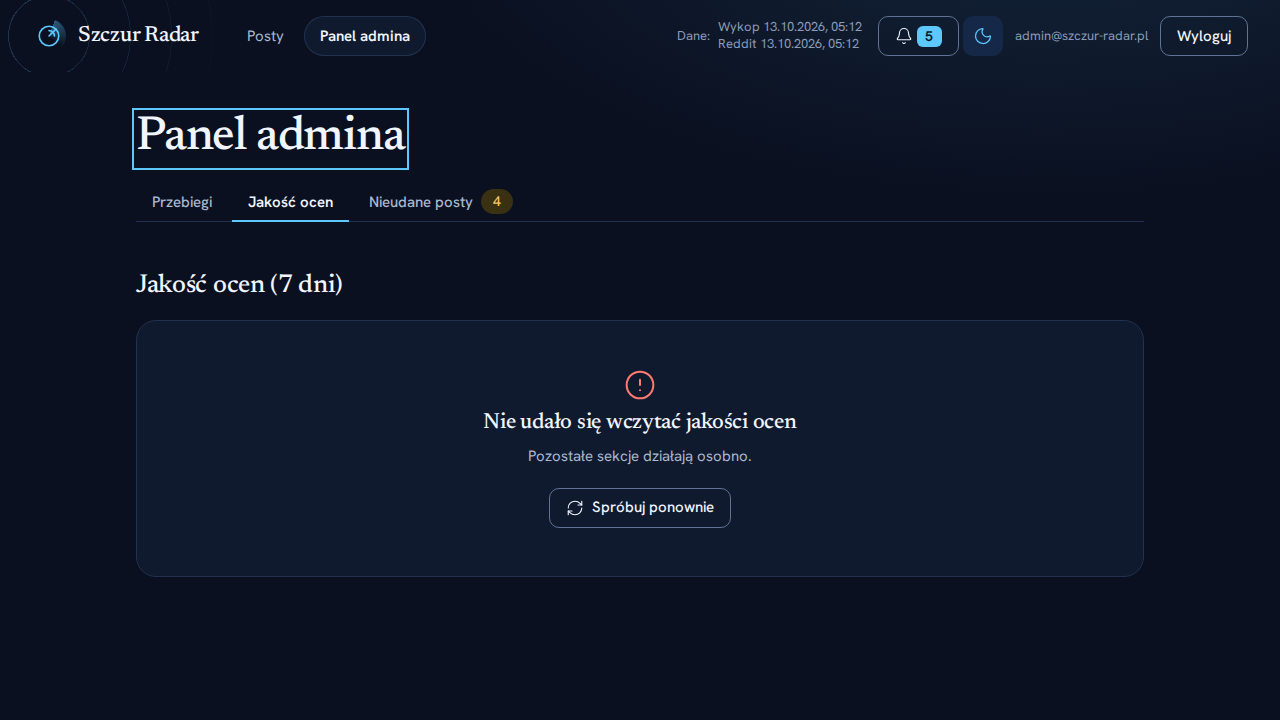 Szczur Radar
Posty
Panel admina
Dane:
Wykop 13.10.2026, 05:12
Reddit 13.10.2026, 05:12
5
admin@szczur-radar.pl
Wyloguj
Panel admina
Przebiegi
Jakość ocen
Nieudane posty
4
Jakość ocen (7 dni)
Nie udało się wczytać jakości ocen
Pozostałe sekcje działają osobno.
Spróbuj ponownie